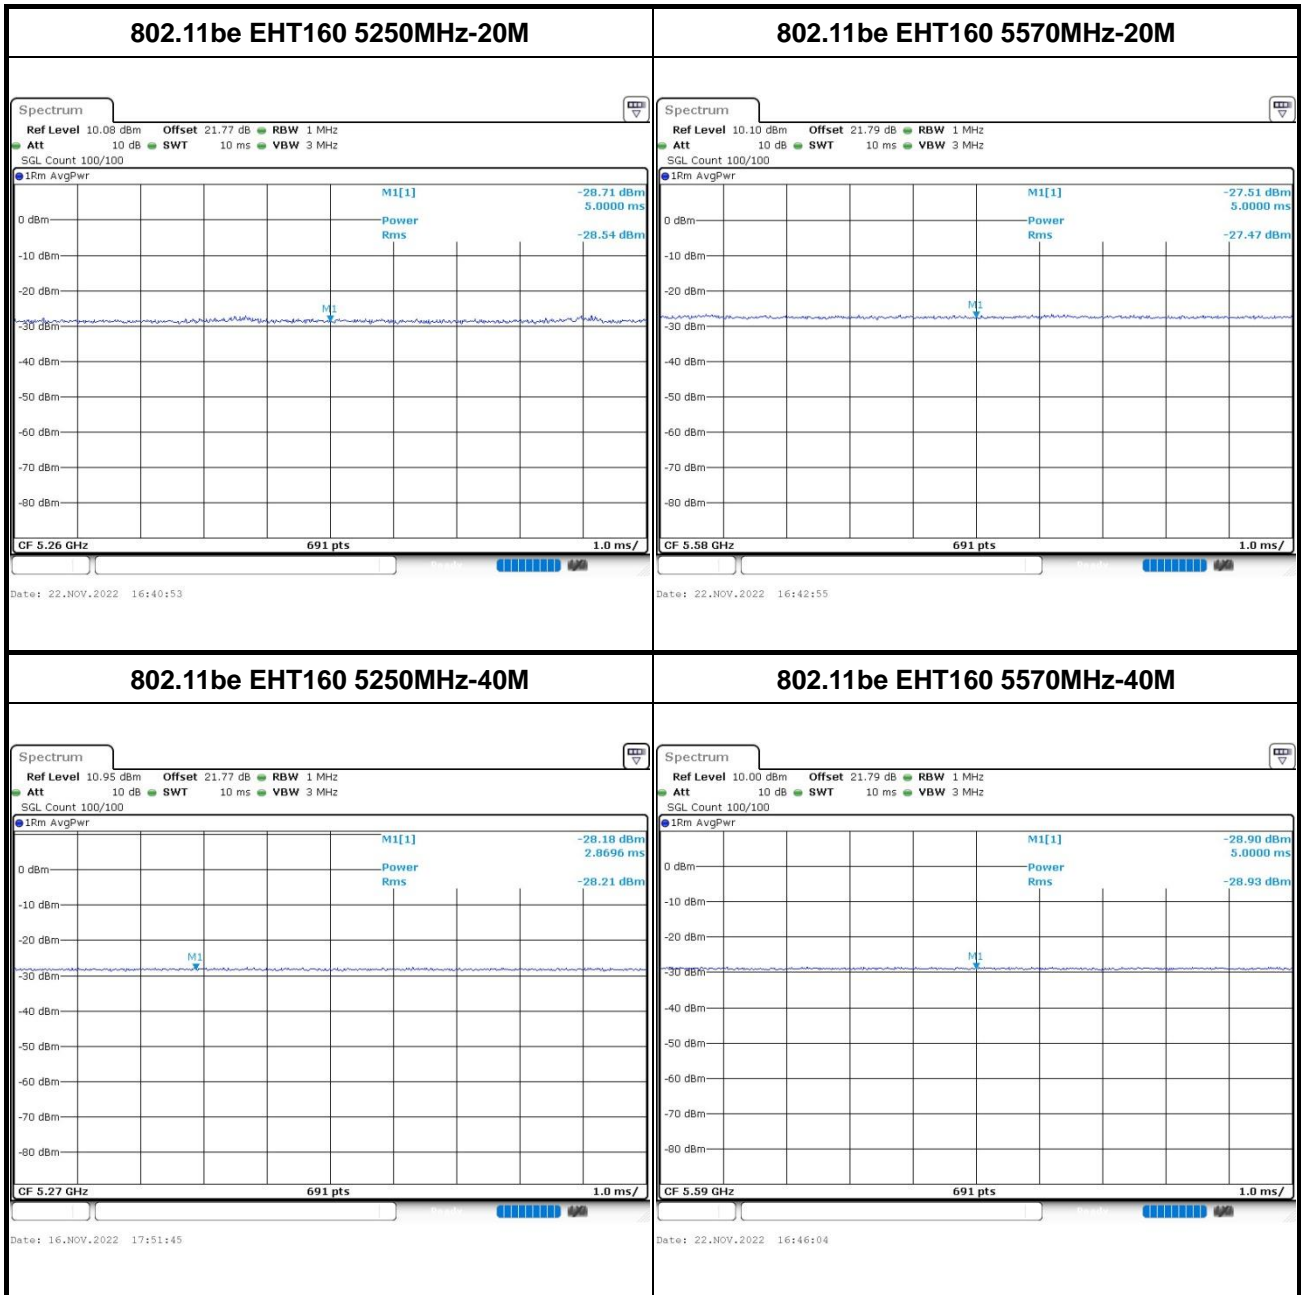 802.11be EHT160 5250MHz-20M
Spectrum
Ref Level 10.08 dBm Offset 21.77 dB RBW 1 MHz
Att 10 dB SWT 10 ms VBW 3 MHz
SGL Count 100/100
1Rm AvgPwr
M1[1] -28.71 dBm
5.0000 ms
0 dBm
Power
Rms -28.54 dBm
-10 dBm
-20 dBm
M1
-30 dBm
-40 dBm
-50 dBm
-60 dBm
-70 dBm
-80 dBm
CF 5.26 GHz 691 pts 1.0 ms/
Date: 22.NOV.2022 16:40:53
802.11be EHT160 5570MHz-20M
Spectrum
Ref Level 10.10 dBm Offset 21.79 dB RBW 1 MHz
Att 10 dB SWT 10 ms VBW 3 MHz
SGL Count 100/100
1Rm AvgPwr
M1[1] -27.51 dBm
5.0000 ms
0 dBm
Power
Rms -27.47 dBm
-10 dBm
-20 dBm
M1
-30 dBm
-40 dBm
-50 dBm
-60 dBm
-70 dBm
-80 dBm
CF 5.58 GHz 691 pts 1.0 ms/
Date: 22.NOV.2022 16:42:55
802.11be EHT160 5250MHz-40M
Spectrum
Ref Level 10.95 dBm Offset 21.77 dB RBW 1 MHz
Att 10 dB SWT 10 ms VBW 3 MHz
SGL Count 100/100
1Rm AvgPwr
M1[1] -28.18 dBm
2.8696 ms
0 dBm
Power
Rms -28.21 dBm
-10 dBm
-20 dBm
M1
-30 dBm
-40 dBm
-50 dBm
-60 dBm
-70 dBm
-80 dBm
CF 5.27 GHz 691 pts 1.0 ms/
Date: 16.NOV.2022 17:51:45
802.11be EHT160 5570MHz-40M
Spectrum
Ref Level 10.00 dBm Offset 21.79 dB RBW 1 MHz
Att 10 dB SWT 10 ms VBW 3 MHz
SGL Count 100/100
1Rm AvgPwr
M1[1] -28.90 dBm
5.0000 ms
0 dBm
Power
Rms -28.93 dBm
-10 dBm
-20 dBm
M1
-30 dBm
-40 dBm
-50 dBm
-60 dBm
-70 dBm
-80 dBm
CF 5.59 GHz 691 pts 1.0 ms/
Date: 22.NOV.2022 16:46:04